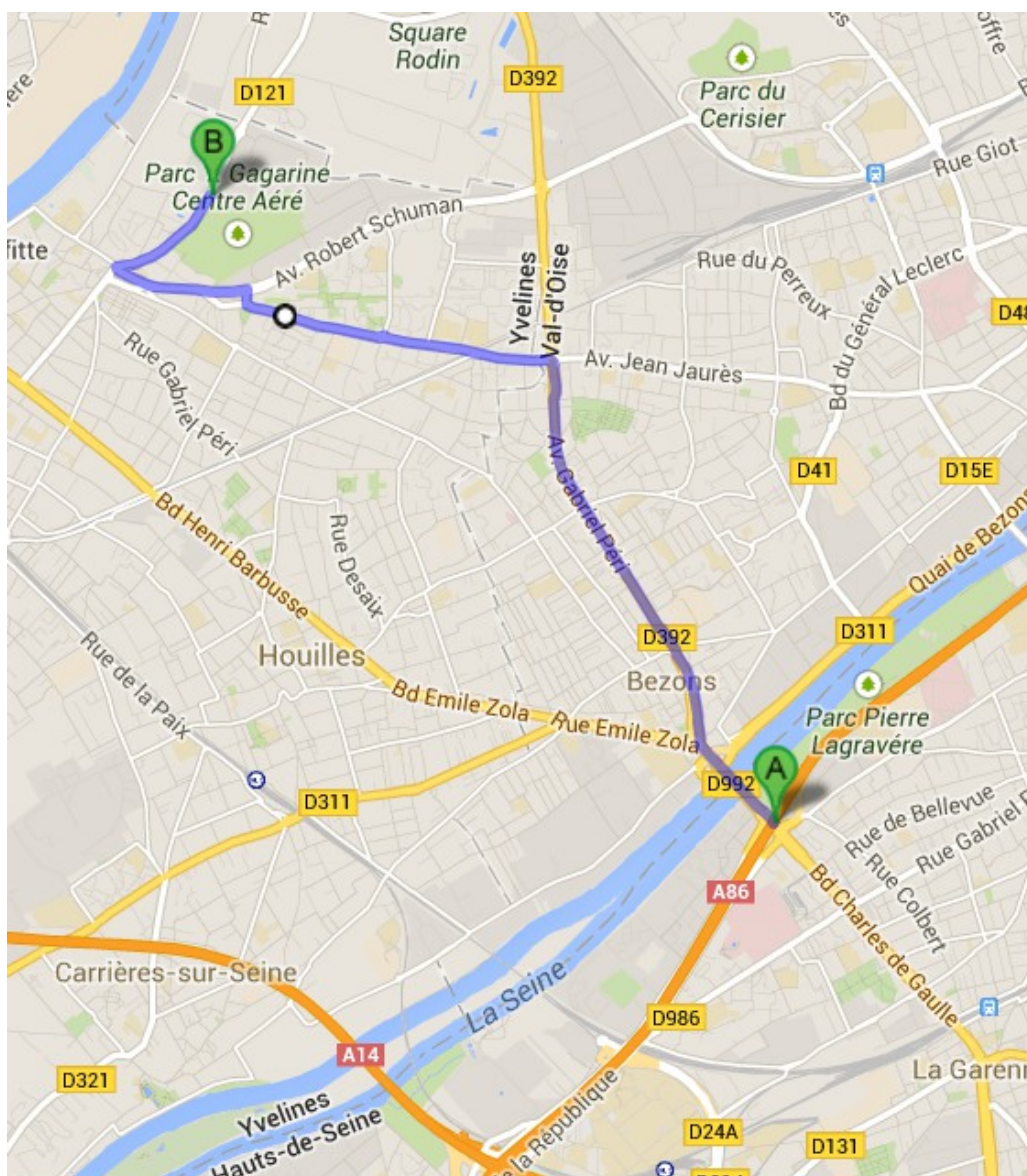 Square
Rodin
D392
D121
Parc du
Cerisier
Rue Giot
B
Gagarine
Centre Aéré
Av. Robert Schuman
Yvelines
Val-d'Oise
Rue du Perreux
Bd du Général Leclerc
Av. Jean Jaurès
Rue Gabriel Péri
D41
D15E
Av. Gabriel Péri
Bd Henri Barbusse
Rue Desaix
Quai de Bezons
D311
D392
Houilles
Bezons
Rue de la Paix
Bd Emile Zola
Rue Emile Zola
Parc Pierre
Lagravére
A
D992
D311
Rue de Bellevue
Rue Gabriel
Rue Colbert
A86
Bd Charles de Gaulle
Carrières-sur-Seine
La Seine
D986
A14
D321
La Garenn
Yvelines
Hauts-de-Seine
de la République
D24A
D131